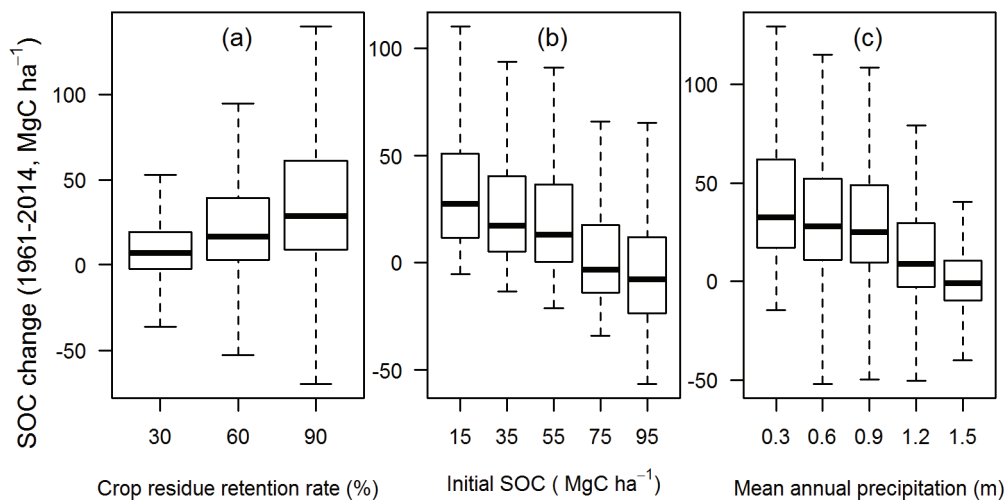 SOC change (1961-2014, MgC ha⁻¹)
(a)
100
50
0
-50
30 60 90
Crop residue retention rate (%)
(b)
100
50
0
-50
15 35 55 75 95
Initial SOC ( MgC ha⁻¹)
(c)
100
50
0
-50
0.3 0.6 0.9 1.2 1.5
Mean annual precipitation (m)